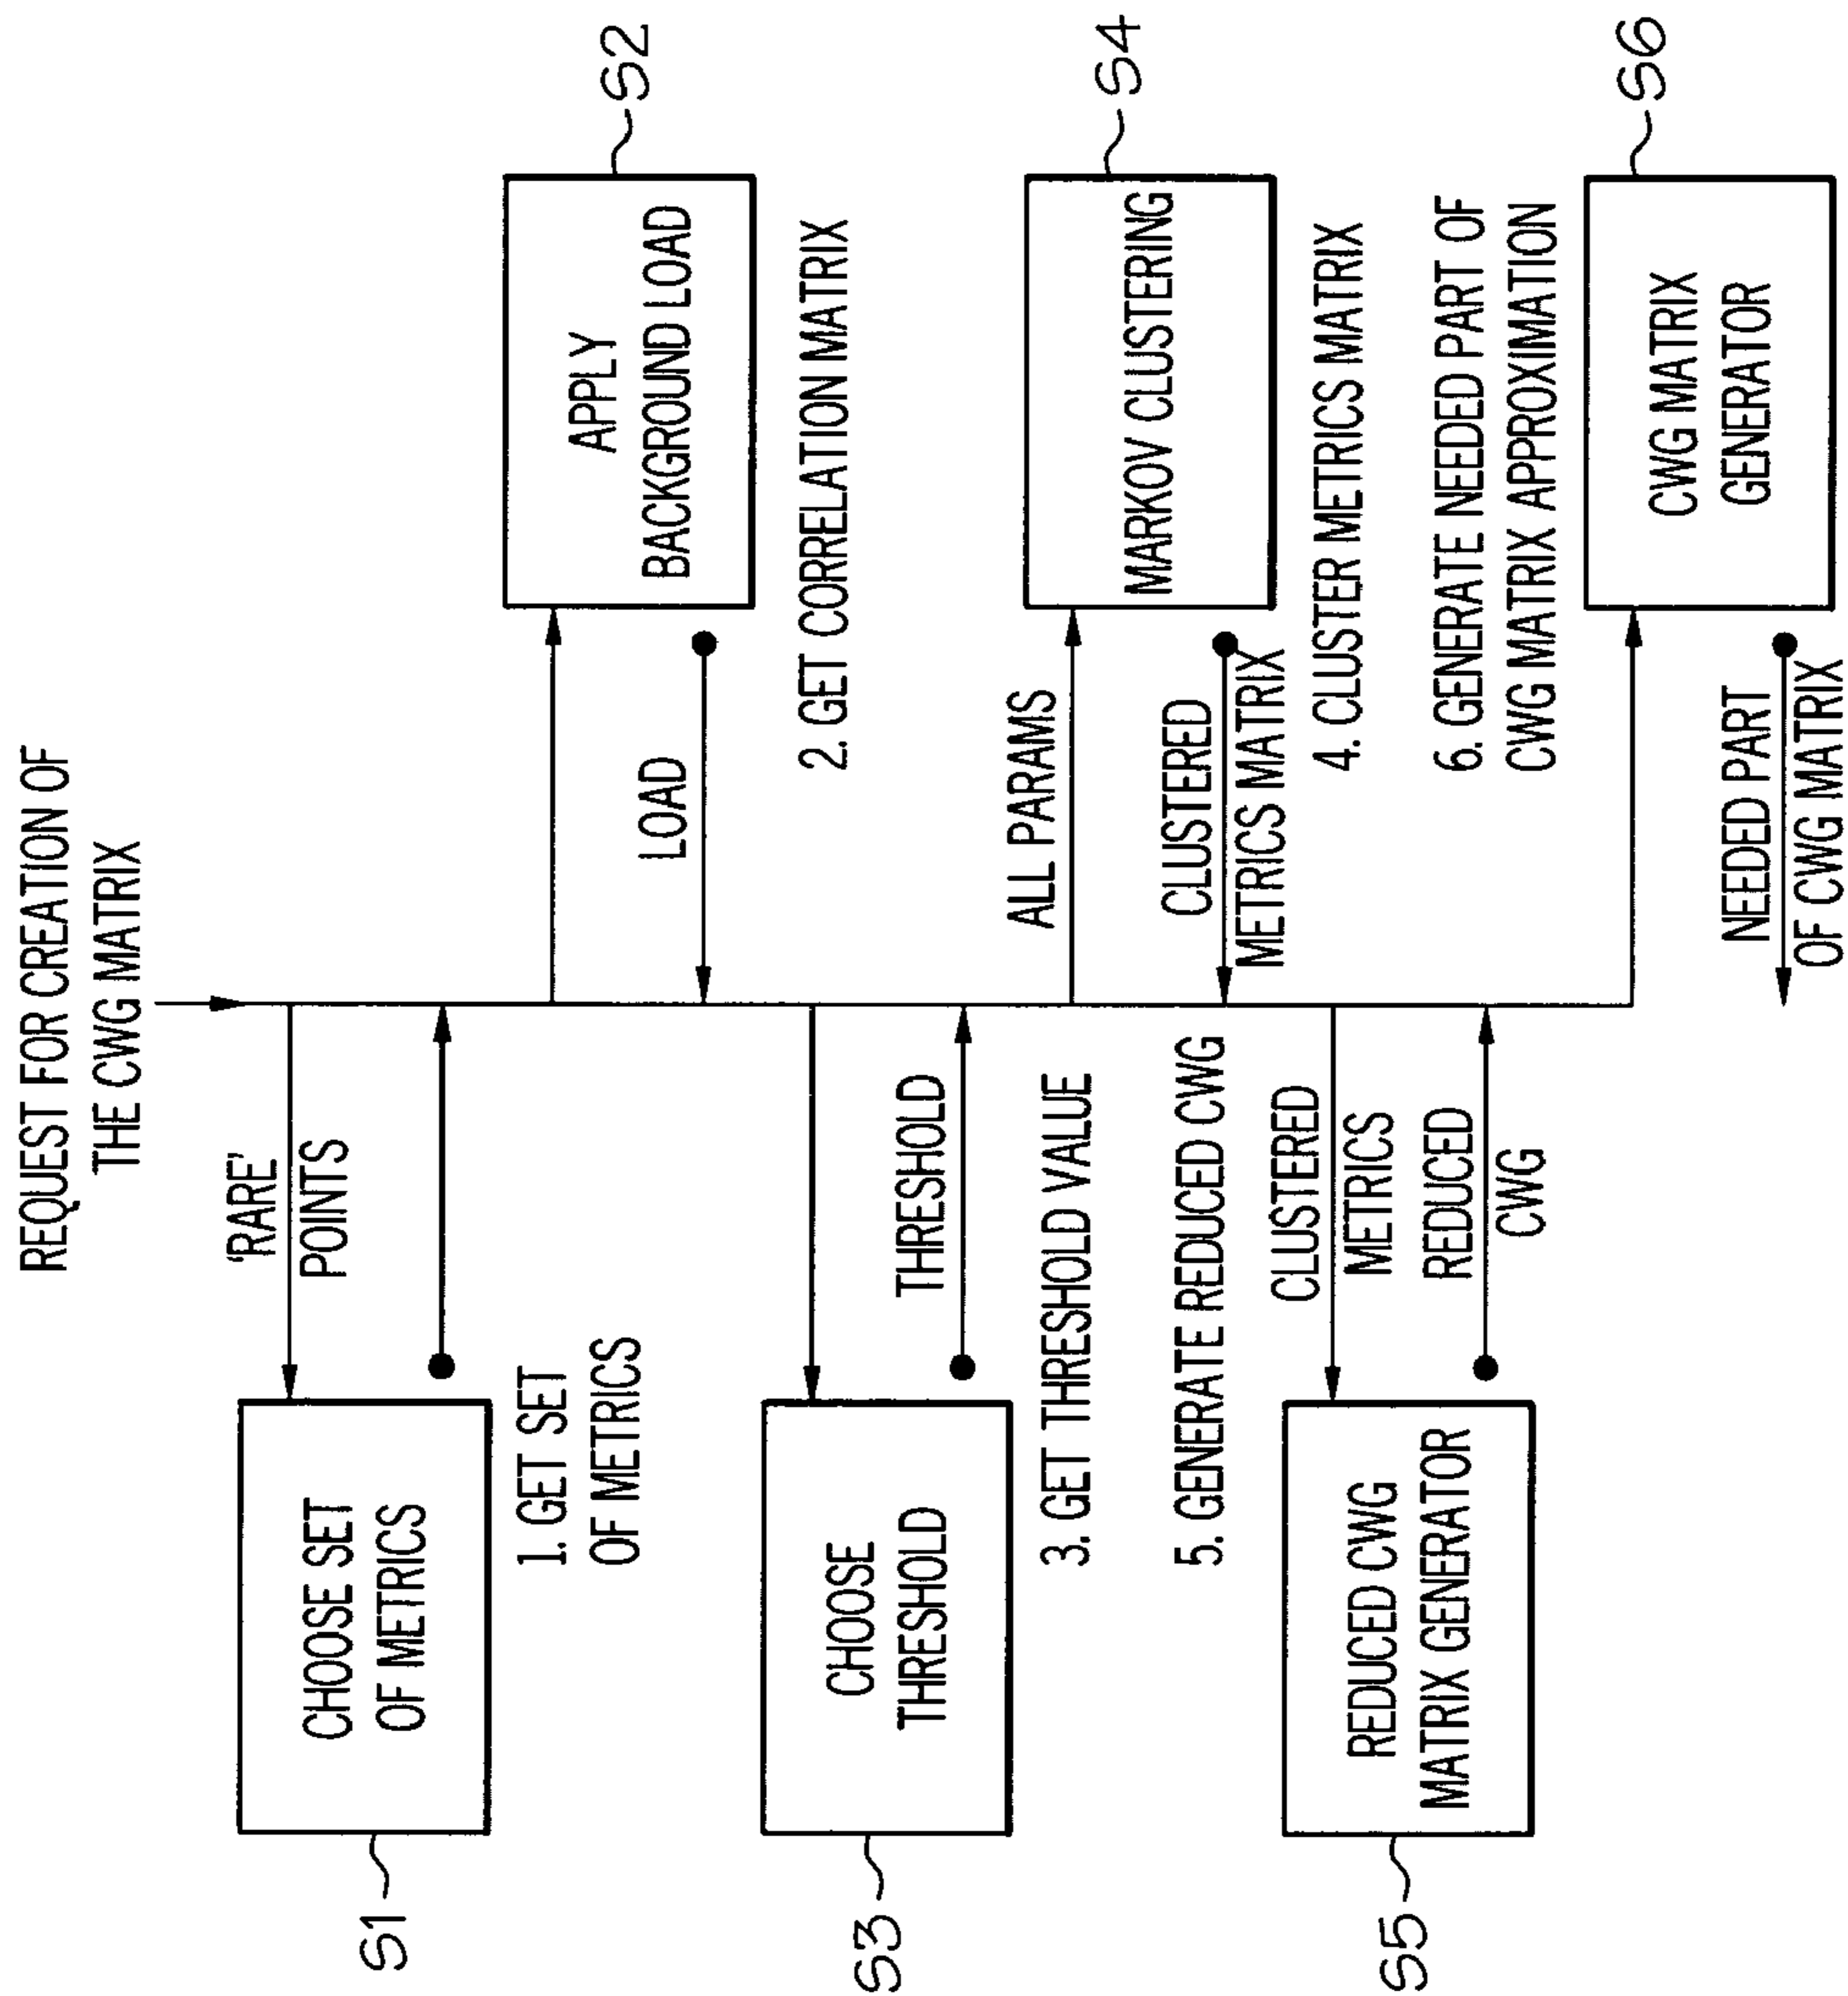 REQUEST FOR CREATION OF
THE CWG MATRIX
'RARE'
POINTS
CHOOSE SET
OF METRICS
S1
1. GET SET
OF METRICS
APPLY
BACKGROUND LOAD
S2
LOAD
2. GET CORRELATION MATRIX
CHOOSE
THRESHOLD
S3
THRESHOLD
3. GET THRESHOLD VALUE
ALL PARAMS
MARKOV CLUSTERING
S4
CLUSTERED
METRICS MATRIX
4. CLUSTER METRICS MATRIX
5. GENERATE REDUCED CWG
CLUSTERED
METRICS
REDUCED CWG
MATRIX GENERATOR
S5
REDUCED
CWG
6. GENERATE NEEDED PART OF
CWG MATRIX APPROXIMATION
CWG MATRIX
GENERATOR
S6
NEEDED PART
OF CWG MATRIX